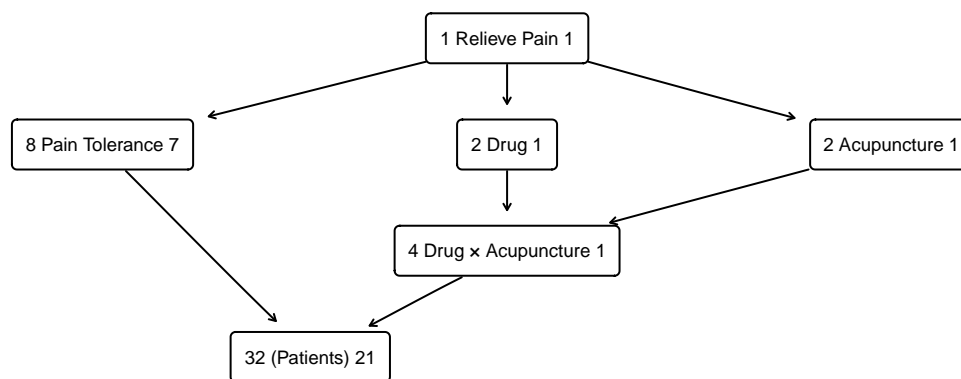 1 Relieve Pain 1
8 Pain Tolerance 7
2 Drug 1
2 Acupuncture 1
4 Drug × Acupuncture 1
32 (Patients) 21